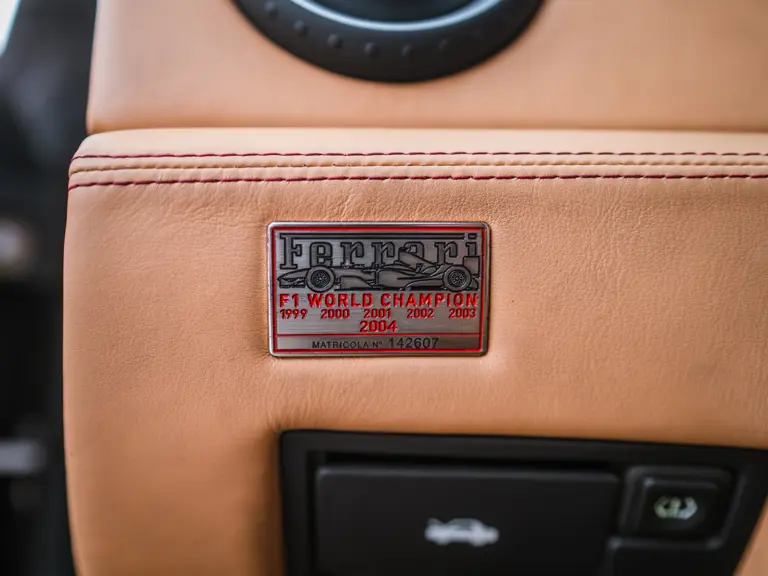 Ferrari
F1 WORLD CHAMPION
1999 2000 2001 2002 2003
2004
MATRICOLA N° 142607